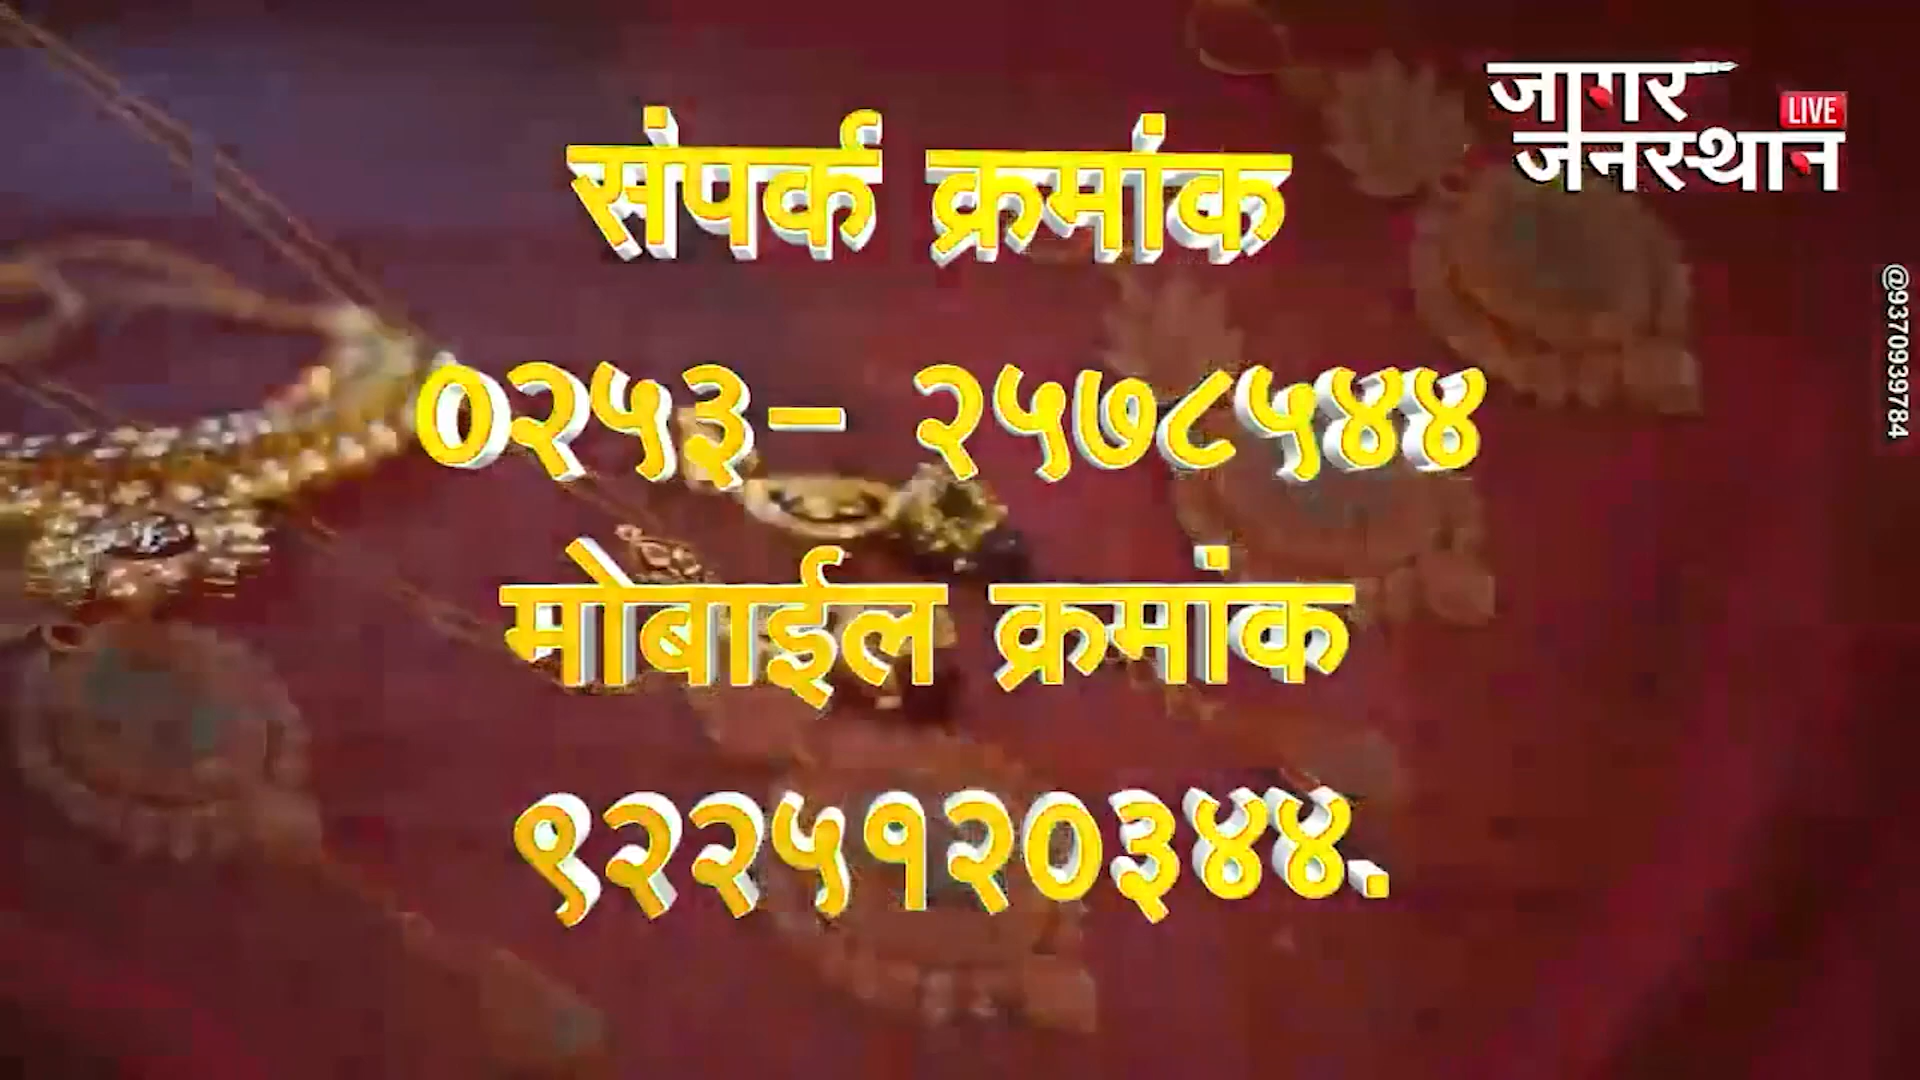 जागर
जनस्थान
LIVE
संपर्क क्रमांक
०२५३– २५७८५४४
मोबाईल क्रमांक
९२२५१२०३४४.
@9370939784